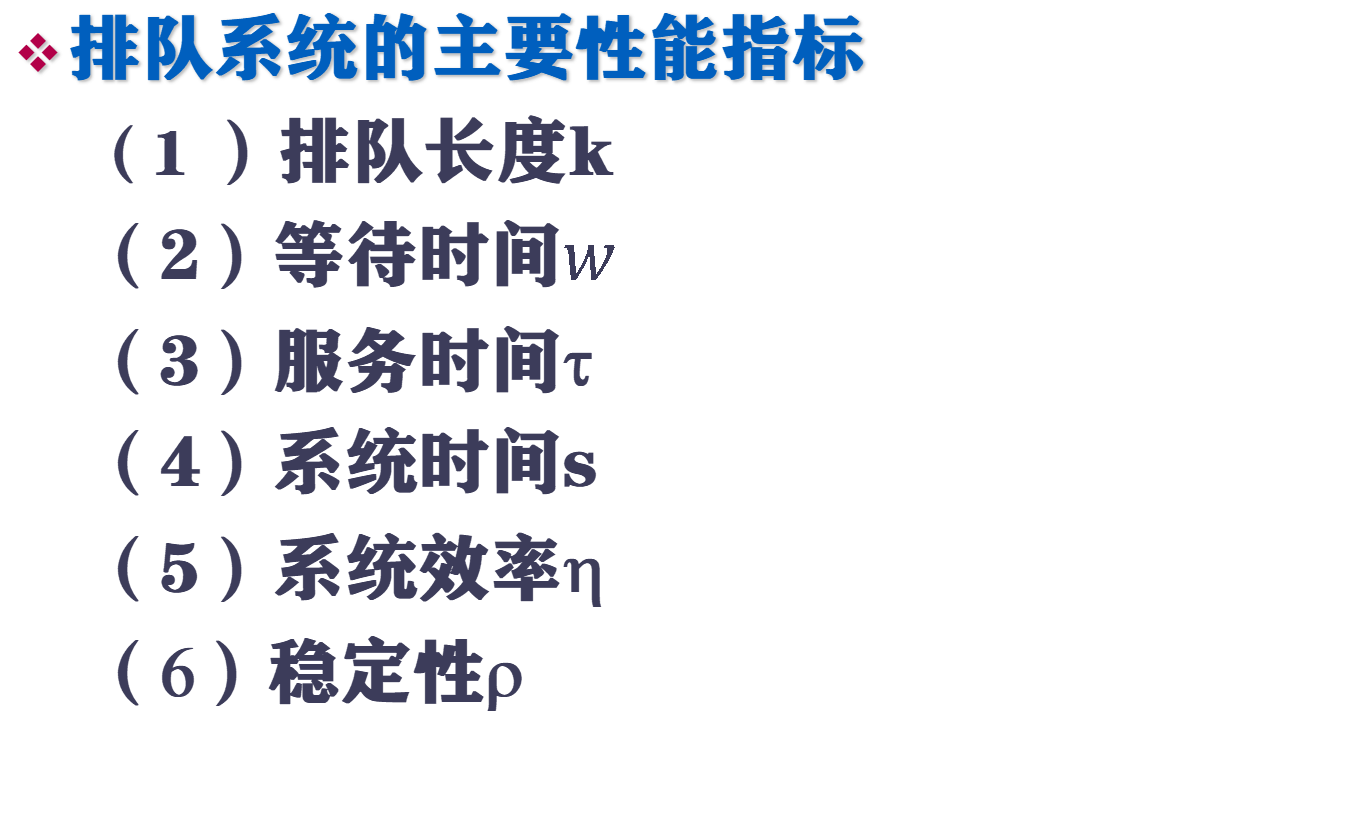 ❖排队系统的主要性能指标
（1 ）排队长度k
（2）等待时间w
（3）服务时间τ
（4）系统时间s
（5）系统效率η
（6）稳定性ρ